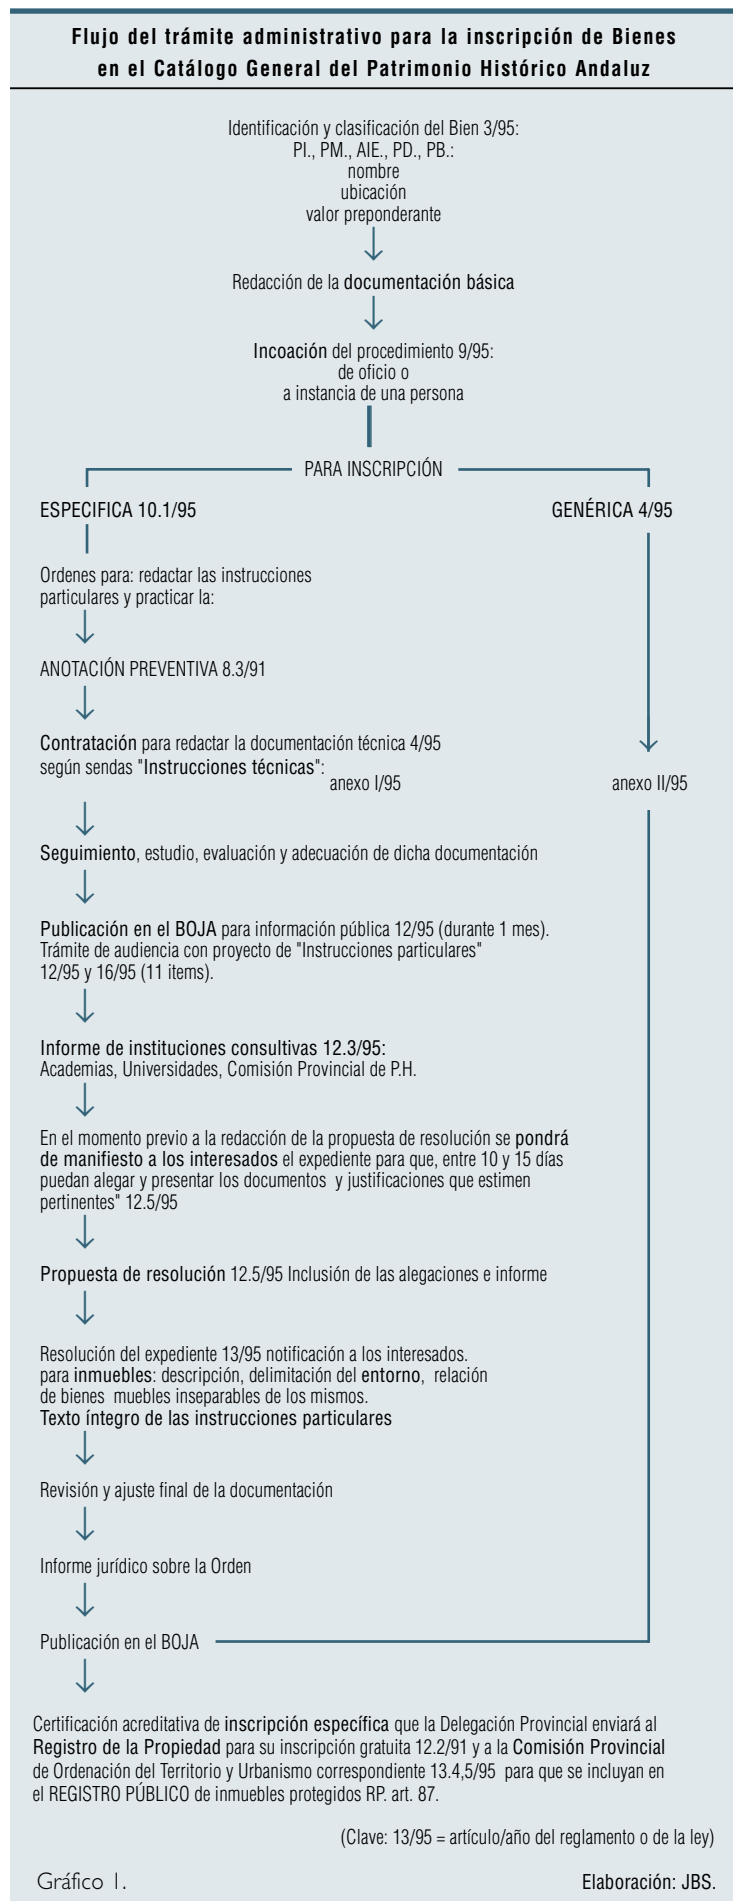 Flujo del trámite administrativo para la inscripción de Bienes
en el Catálogo General del Patrimonio Histórico Andaluz
Identificación y clasificación del Bien 3/95:
PI., PM., AIE., PD., PB.:
nombre
ubicación
valor preponderante
Redacción de la documentación básica
Incoación del procedimiento 9/95:
de oficio o
a instancia de una persona
PARA INSCRIPCIÓN
ESPECIFICA 10.1/95
GENÉRICA 4/95
Ordenes para: redactar las instrucciones
particulares y practicar la:
ANOTACIÓN PREVENTIVA 8.3/91
Contratación para redactar la documentación técnica 4/95
según sendas "Instrucciones técnicas":
anexo I/95
anexo II/95
Seguimiento, estudio, evaluación y adecuación de dicha documentación
Publicación en el BOJA para información pública 12/95 (durante 1 mes).
Trámite de audiencia con proyecto de "Instrucciones particulares"
12/95 y 16/95 (11 items).
Informe de instituciones consultivas 12.3/95:
Academias, Universidades, Comisión Provincial de P.H.
En el momento previo a la redacción de la propuesta de resolución se pondrá
de manifiesto a los interesados el expediente para que, entre 10 y 15 días
puedan alegar y presentar los documentos y justificaciones que estimen
pertinentes" 12.5/95
Propuesta de resolución 12.5/95 Inclusión de las alegaciones e informe
Resolución del expediente 13/95 notificación a los interesados.
para inmuebles: descripción, delimitación del entorno, relación
de bienes muebles inseparables de los mismos.
Texto íntegro de las instrucciones particulares
Revisión y ajuste final de la documentación
Informe jurídico sobre la Orden
Publicación en el BOJA
Certificación acreditativa de inscripción específica que la Delegación Provincial enviará al
Registro de la Propiedad para su inscripción gratuita 12.2/91 y a la Comisión Provincial
de Ordenación del Territorio y Urbanismo correspondiente 13.4,5/95 para que se incluyan en
el REGISTRO PÚBLICO de inmuebles protegidos RP. art. 87.
(Clave: 13/95 = artículo/año del reglamento o de la ley)
Gráfico 1.
Elaboración: JBS.